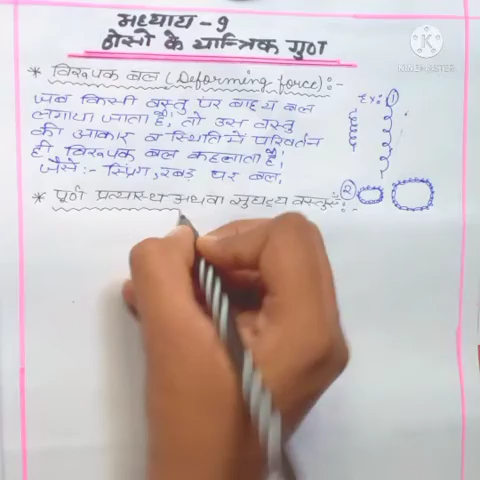 अध्याय - 9
ठोसो के यान्त्रिक गुण
* विरूपक बल (Deforming force) :-
जब किसी वस्तु पर बाह्य बल
लगाया जाता है। तो उस वस्तु
की आकार व स्थिति में परिवर्तन
ही विरूपक बल कहलाता है।
जैसे :- स्प्रिंग, रबड़ पर बल।
Ex: 1
2
* पूर्ण प्रत्यास्थ अथवा सुघट्य वस्तुएँ :-
KINEMASTER